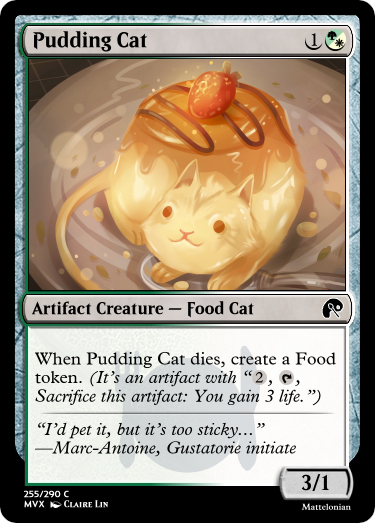 Pudding Cat 1
Artifact Creature — Food Cat
When Pudding Cat dies, create a Food
token. (It's an artifact with “2, ,
Sacrifice this artifact: You gain 3 life.”)
“I'd pet it, but it's too sticky…”
—Marc-Antoine, Gustatorie initiate
3/1
255/290 C
MVX Claire Lin
Mattelonian